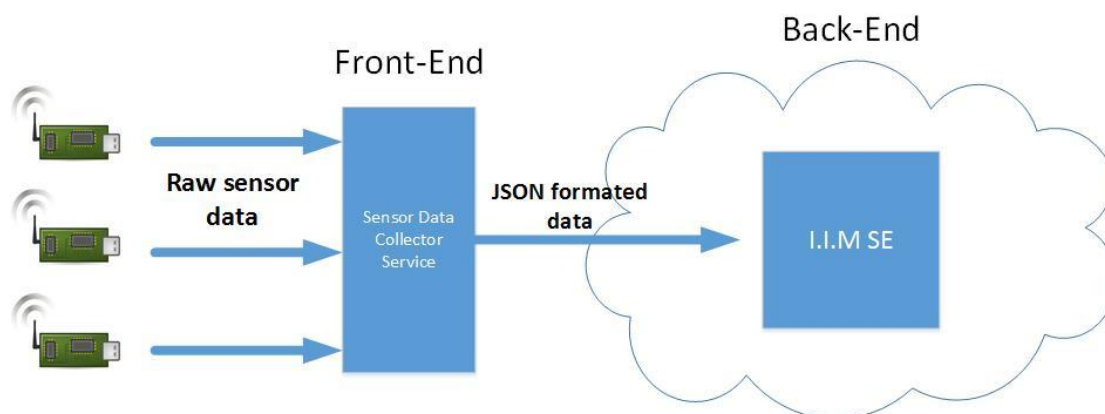 Front-End
Back-End
Raw sensor
data
Sensor Data
Collector
Service
JSON formated
data
I.I.M SE